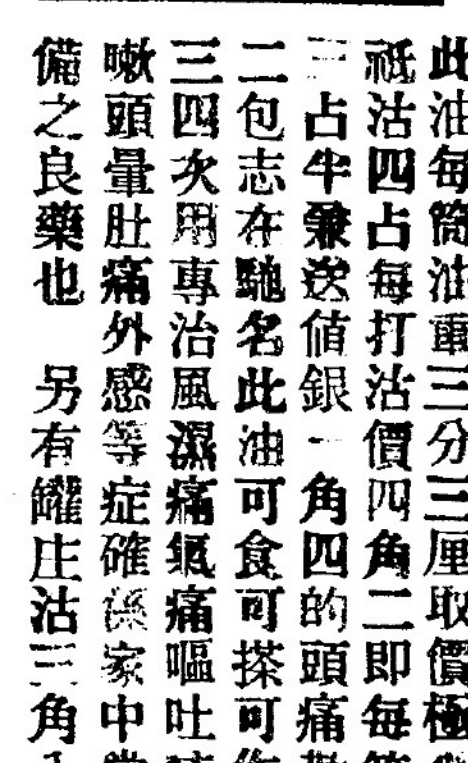 此油每筒油重三分三厘取價極
祇沽四占每打沽價四角二即每
三占半兼送值銀一角四的頭痛
二包志在馳名此油可食可搽可
三四次用專治風濕痛氣痛嘔吐
嗽頭暈肚痛外感等症確係家中
備之良藥也 另有罐庄沽三角